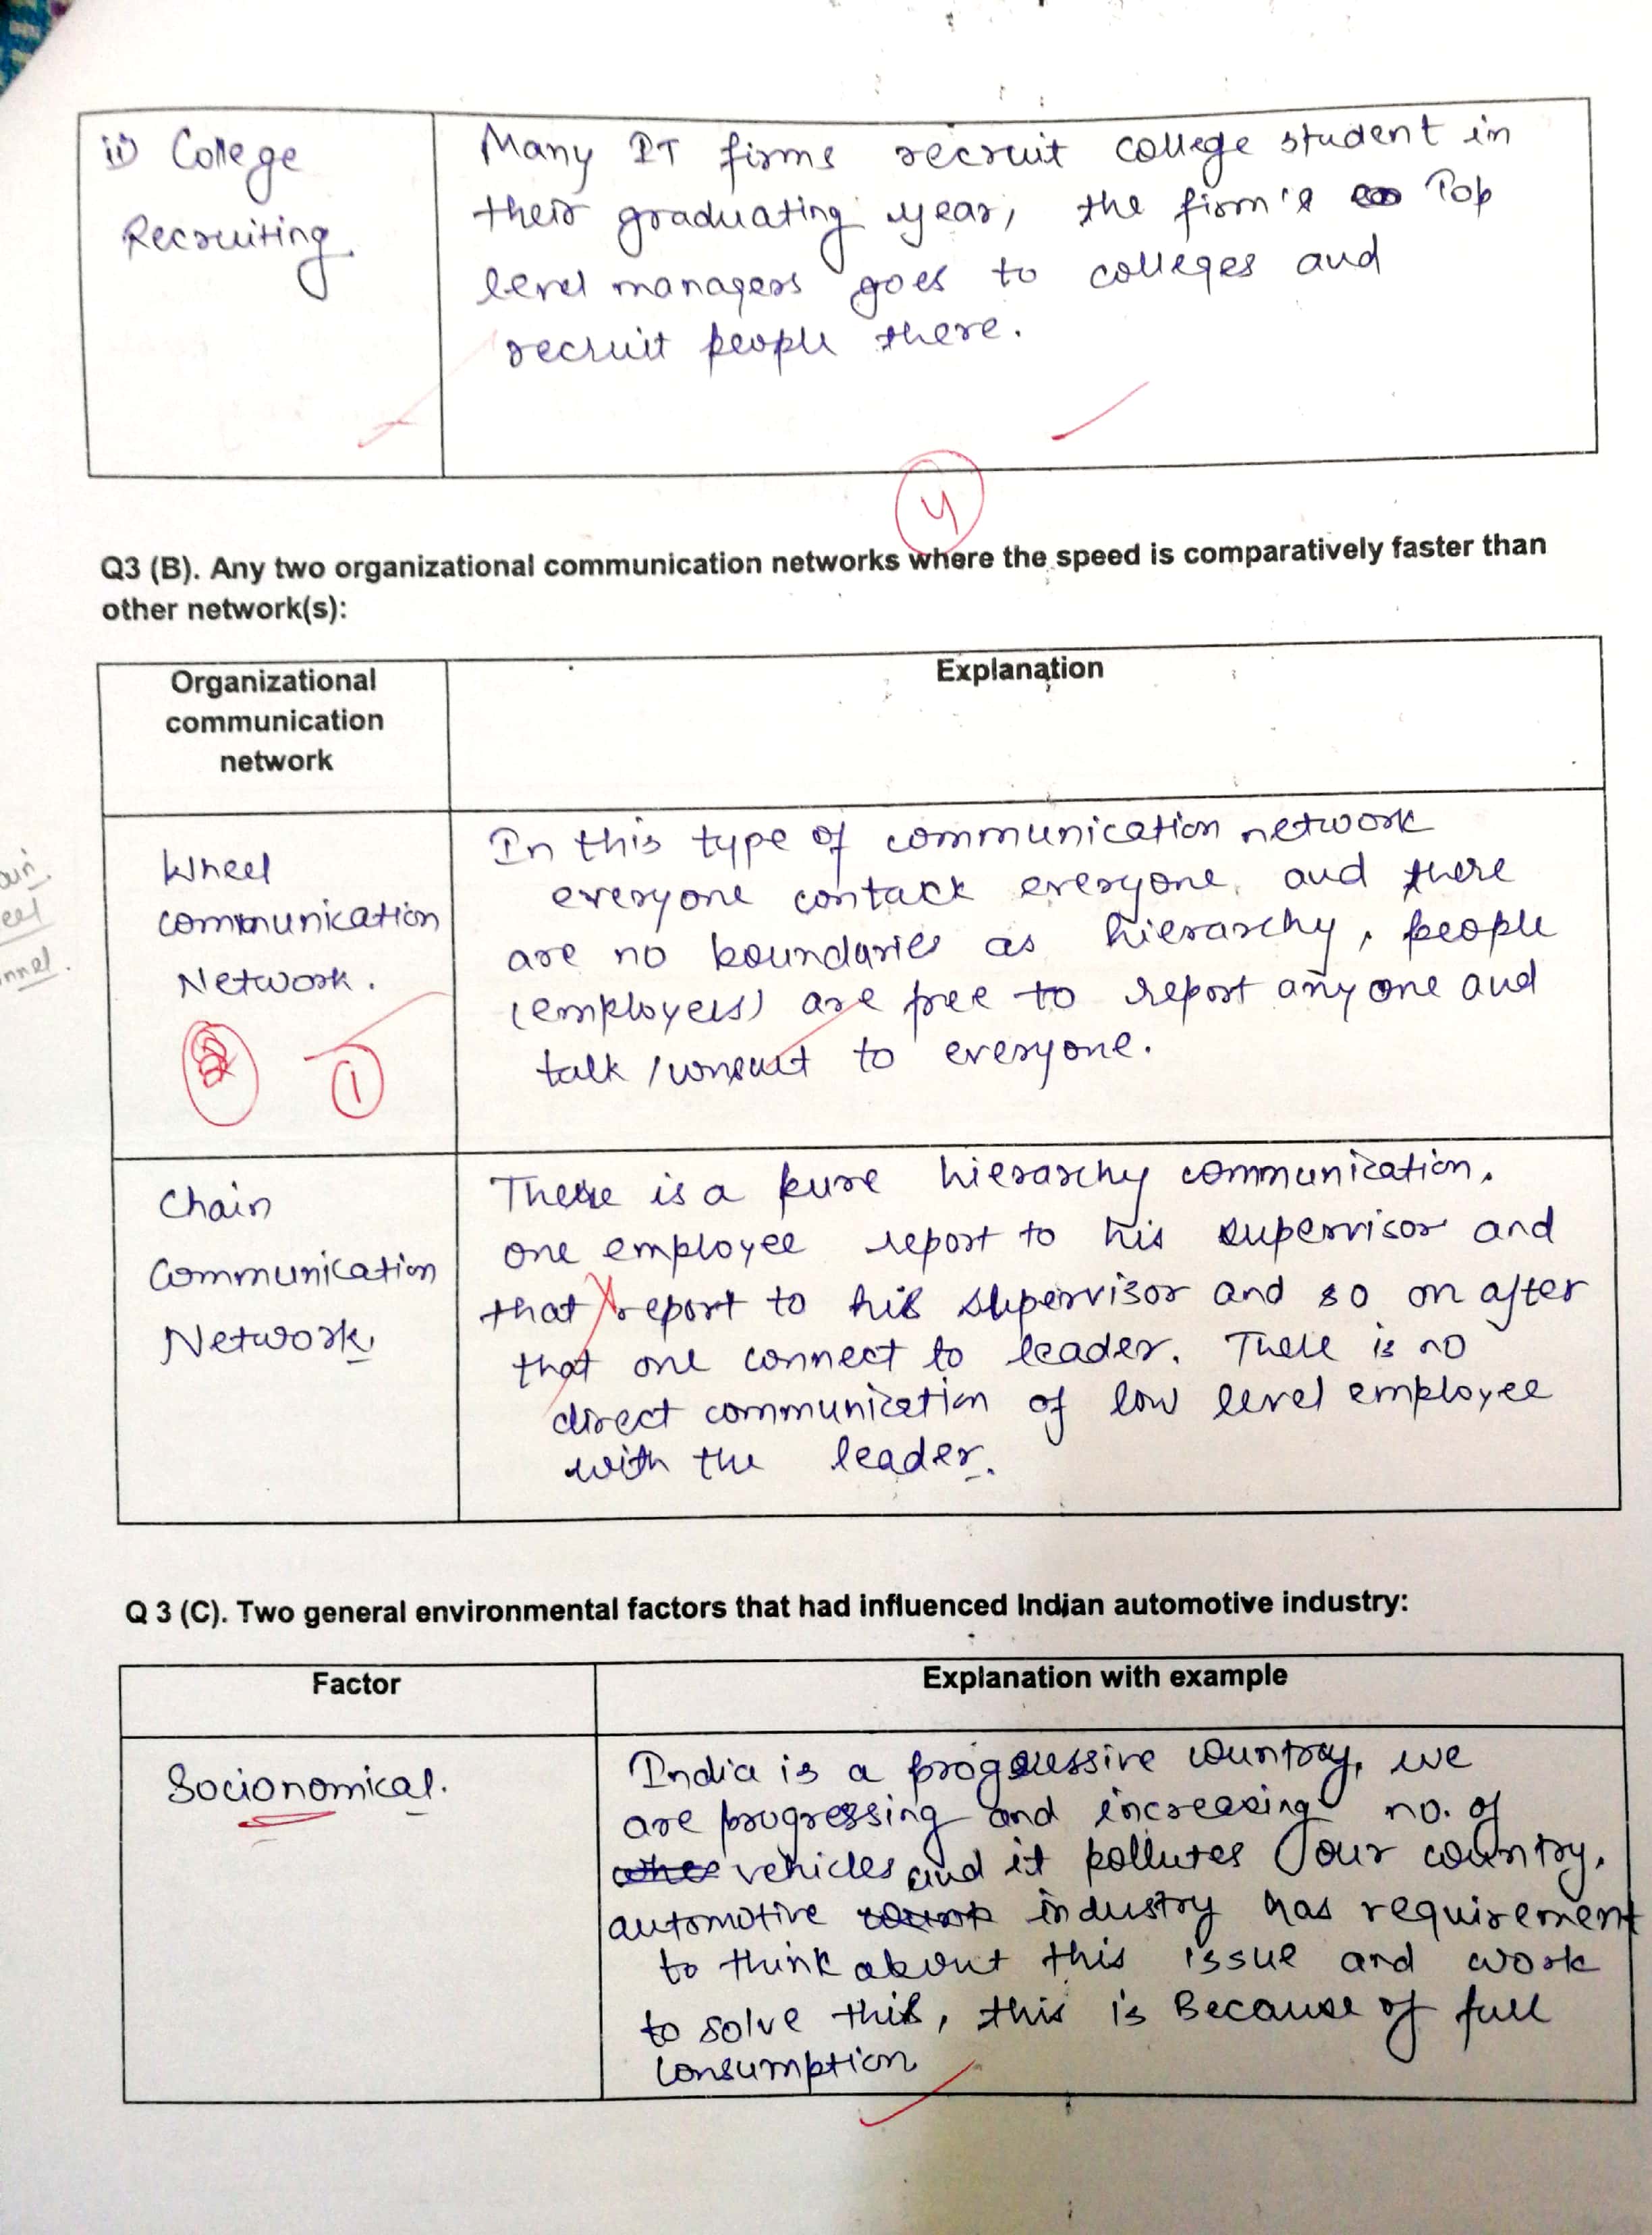 ii) College
Recruiting.
Many IT firms recruit college student in
their graduating year, the firm's Top
level managers goes to colleges and
recruit people there.
4
Q3 (B). Any two organizational communication networks where the speed is comparatively faster than
other network(s):
Organizational
communication
network
Explanation
Wheel
communication
Network.
1
In this type of communication network
everyone contack everyone, and there
are no boundaries as hierarchy, people
(employees) are free to report anyone and
talk / consult to everyone.
Chain
Communication
Network.
There is a pure hierarchy communication.
one employee report to his supervisor and
that report to his supervisor and so on after
that one connect to leader. There is no
direct communication of low level employee
with the leader.
Q 3 (C). Two general environmental factors that had influenced Indian automotive industry:
Factor
Explanation with example
Socionomical.
India is a progressive country, we
are progressing and increasing no. of
vehicles and it pollutes our country.
automotive industry has requirement
to think about this issue and work
to solve this, this is Because of full
consumption